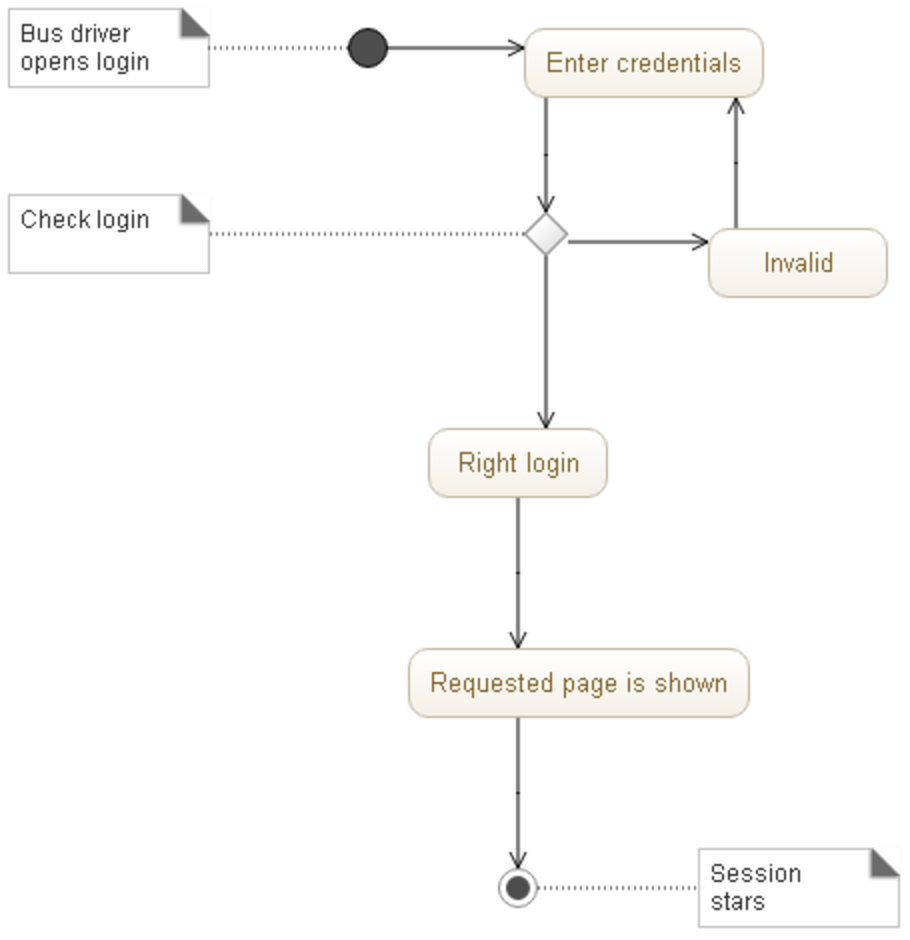 Bus driver
opens login
Enter credentials
Check login
Invalid
Right login
Requested page is shown
Session
stars